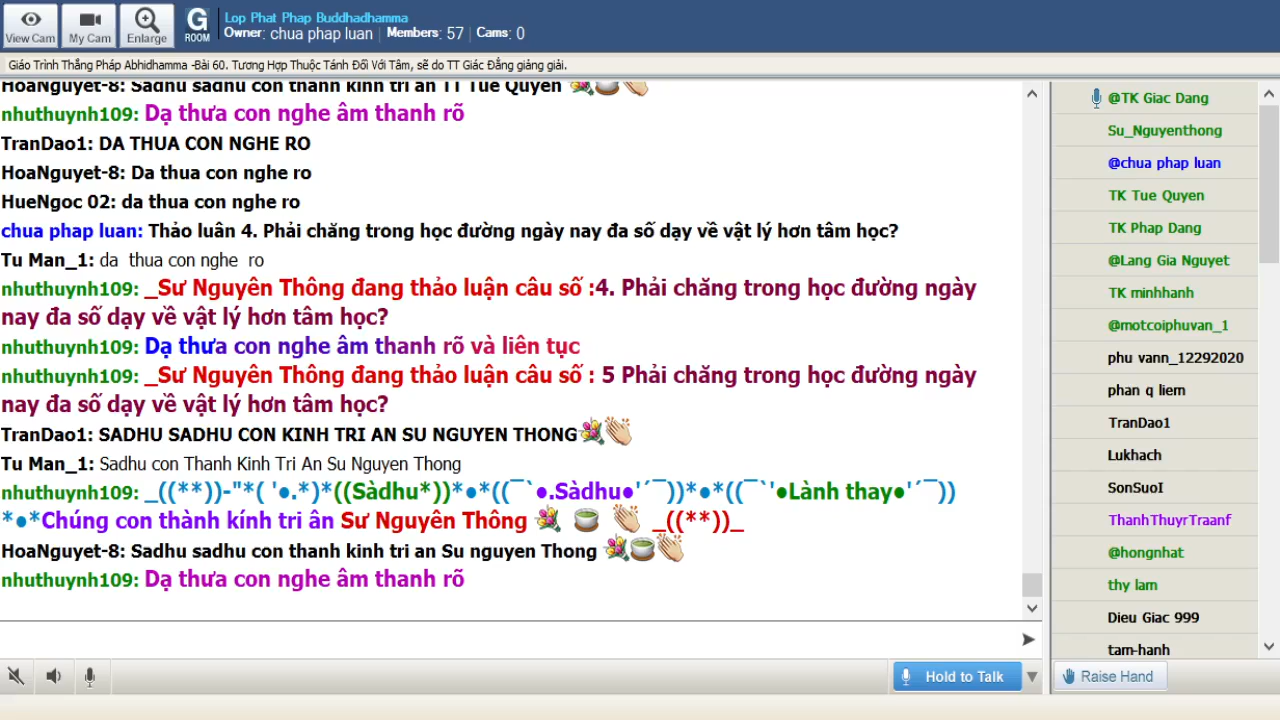 View Cam
My Cam
Enlarge
G
ROOM
Lop Phat Phap Buddhadhamma
Owner: chua phap luan | Members: 57 | Cams: 0
Giáo Trình Thắng Pháp Abhidhamma -Bài 60. Tương Hợp Thuộc Tánh Đối Với Tâm, sẽ do TT Giác Đẳng giảng giải.
HoaNguyet-8: Sadhu sadhu con thanh kinh tri an TT Tue Quyen
nhuthuynh109: Dạ thưa con nghe âm thanh rõ
TranDao1: DA THUA CON NGHE RO
HoaNguyet-8: Da thua con nghe ro
HueNgoc 02: da thua con nghe ro
chua phap luan: Thảo luân 4. Phải chăng trong học đường ngày nay đa số dạy về vật lý hơn tâm học?
Tu Man_1: da thua con nghe ro
nhuthuynh109: _Sư Nguyên Thông đang thảo luận câu số :4. Phải chăng trong học đường ngày
nay đa số dạy về vật lý hơn tâm học?
nhuthuynh109: Dạ thưa con nghe âm thanh rõ và liên tục
nhuthuynh109: _Sư Nguyên Thông đang thảo luận câu số : 5 Phải chăng trong học đường ngày
nay đa số dạy về vật lý hơn tâm học?
TranDao1: SADHU SADHU CON KINH TRI AN SU NGUYEN THONG
Tu Man_1: Sadhu con Thanh Kinh Tri An Su Nguyen Thong
nhuthuynh109: _((**))-"*( '●.*)*((Sàdhu*))*●*((¯`●.Sàdhu●'´¯))*●*((¯`'●Lành thay●'´¯))
*●*Chúng con thành kính tri ân Sư Nguyên Thông _((**))_
HoaNguyet-8: Sadhu sadhu con thanh kinh tri an Su nguyen Thong
nhuthuynh109: Dạ thưa con nghe âm thanh rõ
@TK Giac Dang
Su_Nguyenthong
@chua phap luan
TK Tue Quyen
TK Phap Dang
@Lang Gia Nguyet
TK minhhanh
@motcoiphuvan_1
phu vann_12292020
phan q liem
TranDao1
Lukhach
SonSuoI
ThanhThuyrTraanf
@hongnhat
thy lam
Dieu Giac 999
tam-hanh
Hold to Talk
Raise Hand